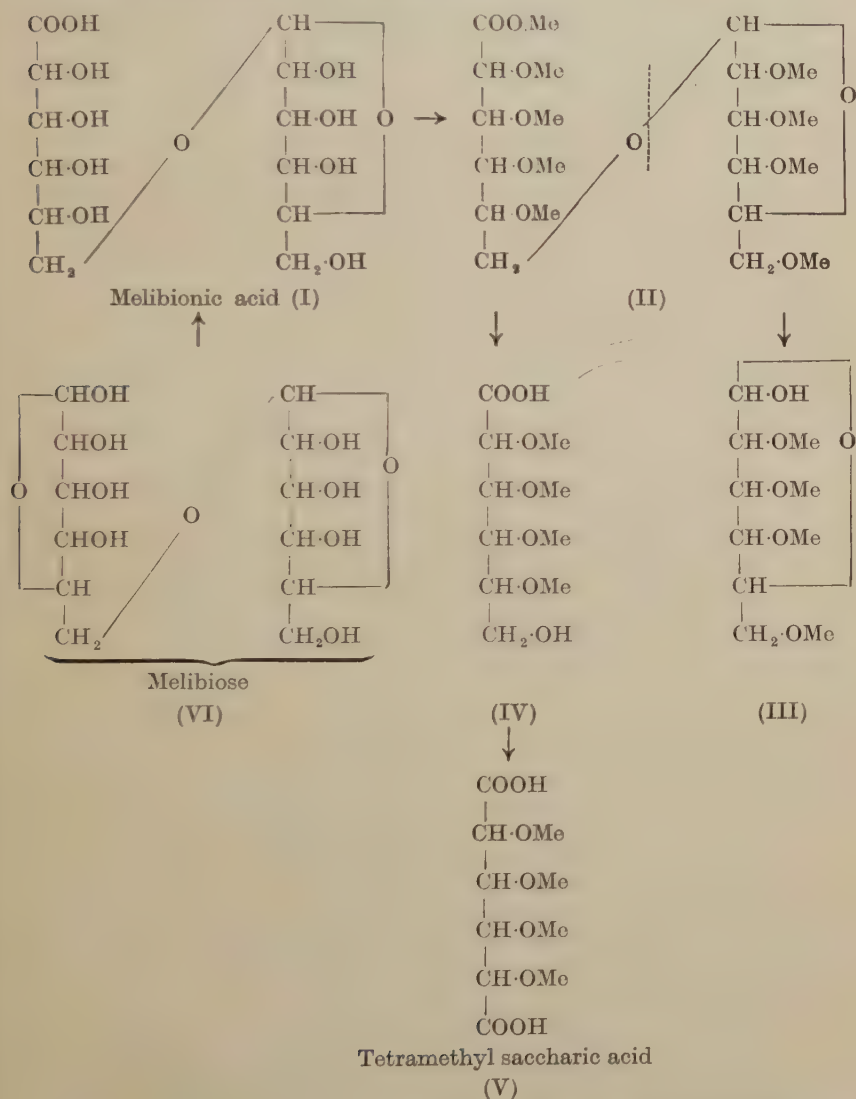 COOH CH COO.Me CH
CH·OH CH·OH CH·OMe CH·OMe
O
CH·OH CH·OH O → CH·OMe CH·OMe
O O
CH·OH CH·OH CH·OMe CH·OMe
CH·OH CH CH·OMe CH
CH₂ CH₂·OH CH₂ CH₂·OMe
Melibionic acid (I) (II)
↑ ↓ ↓
CHOH CH COOH CH·OH
CHOH CH·OH CH·OMe CH·OMe O
O
O CHOH CH·OH CH·OMe CH·OMe
O
CHOH CH·OH CH·OMe CH·OMe
CH CH CH·OMe CH
CH₂ CH₂OH CH₂·OH CH₂·OMe
Melibiose
(VI) (IV) (III)
↓
COOH
CH·OMe
CH·OMe
CH·OMe
CH·OMe
COOH
Tetramethyl saccharic acid
(V)